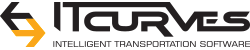 ITCURVES
INTELLIGENT TRANSPORTATION SOFTWARE